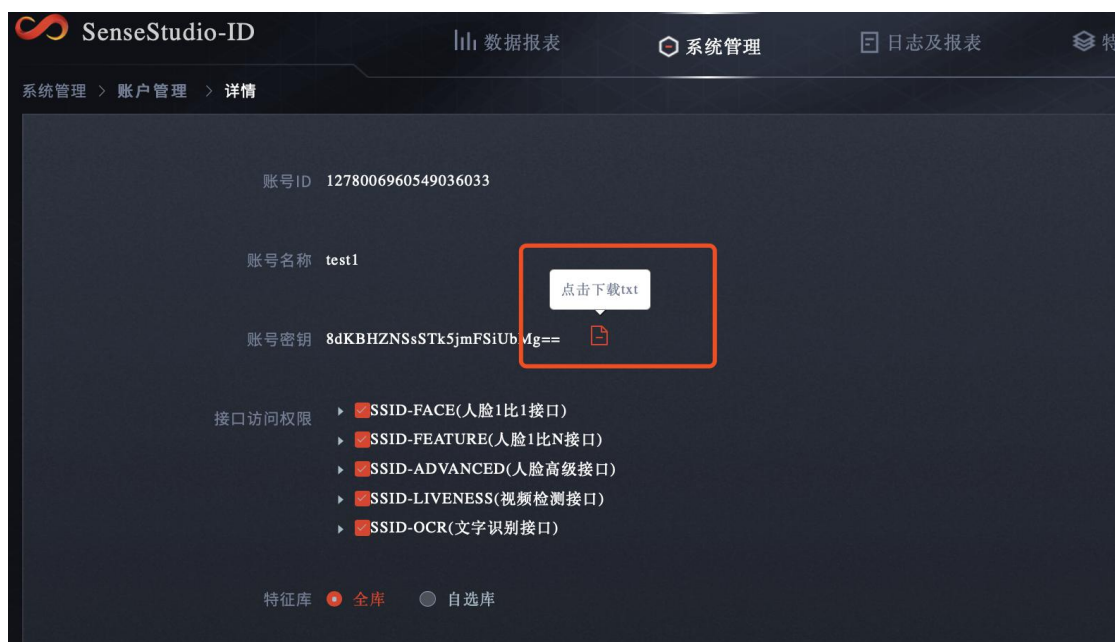 SenseStudio-ID
数据报表 系统管理 日志及报表 特
系统管理 > 账户管理 > 详情
账号ID 1278006960549036033
账号名称 test1
点击下载txt
账号密钥 8dKBHZNSsSTk5jmFSiUbMg==
接口访问权限
SSID-FACE(人脸1比1接口)
SSID-FEATURE(人脸1比N接口)
SSID-ADVANCED(人脸高级接口)
SSID-LIVENESS(视频检测接口)
SSID-OCR(文字识别接口)
特征库 全库 自选库